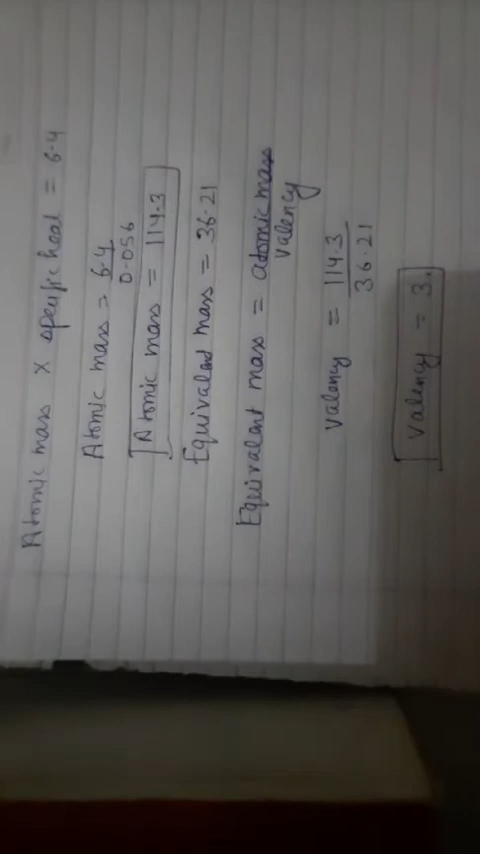 Atomic mass × specific heat = 6.4
Atomic mass = 6.4
0.056
Atomic mass = 114.3
Equivalent mass = 36.21
Equivalent mass = atomic mass
valency
valency = 114.3
36.21
valency = 3.